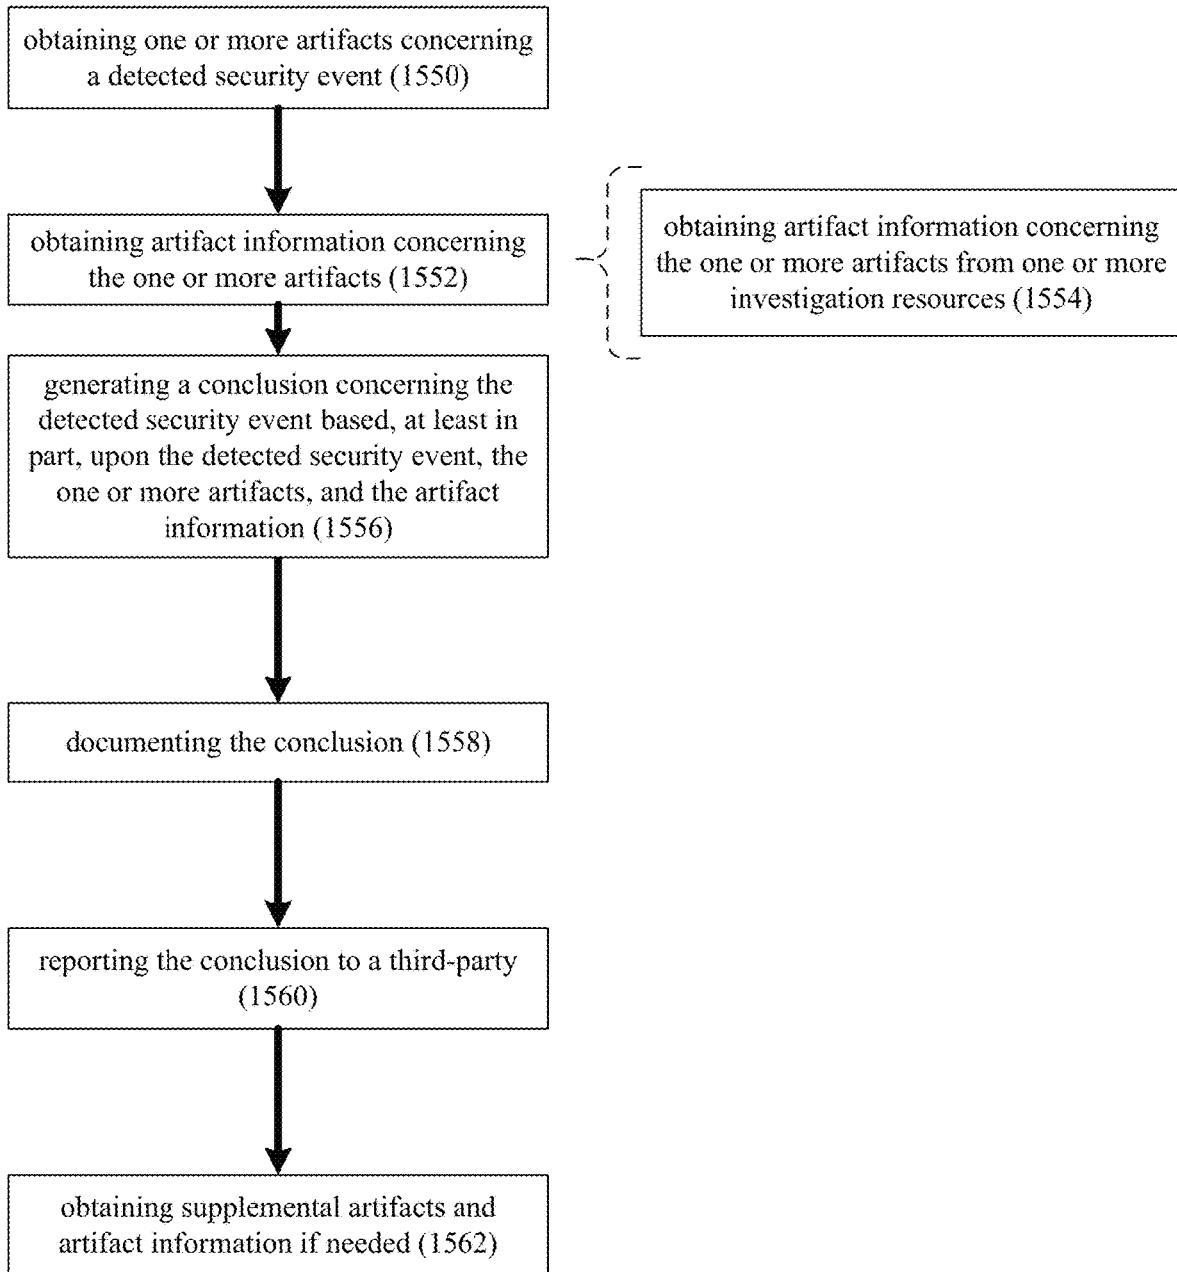 obtaining one or more artifacts concerning
a detected security event (1550)
obtaining artifact information concerning
the one or more artifacts (1552)
obtaining artifact information concerning
the one or more artifacts from one or more
investigation resources (1554)
generating a conclusion concerning the
detected security event based, at least in
part, upon the detected security event, the
one or more artifacts, and the artifact
information (1556)
documenting the conclusion (1558)
reporting the conclusion to a third-party
(1560)
obtaining supplemental artifacts and
artifact information if needed (1562)